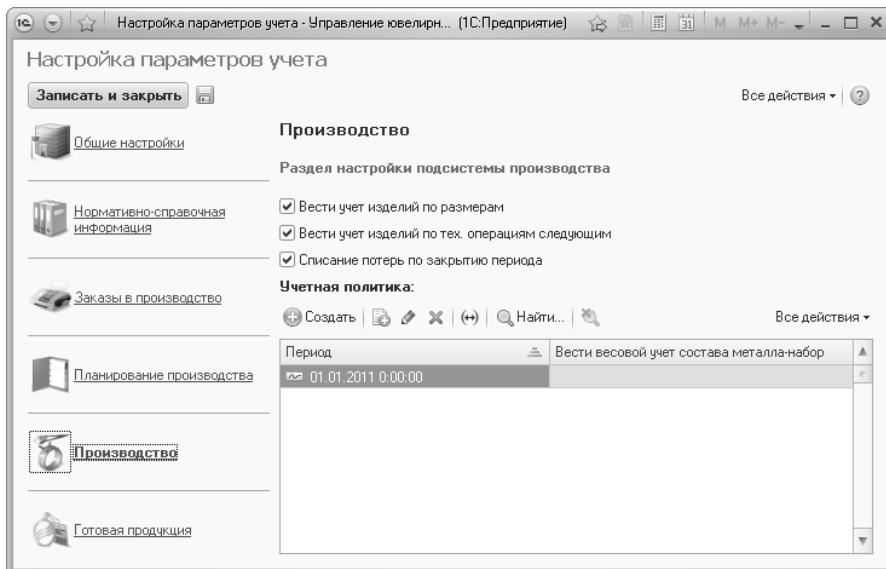 Настройка параметров учета - Управление ювелирн... (1С:Предприятие) 31 M M+ M-
Настройка параметров учета
Записать и закрыть Все действия ?
Общие настройки
Нормативно-справочная
информация
Заказы в производство
Планирование производства
Производство
Готовая продукция
Производство
Раздел настройки подсистемы производства
Вести учет изделий по размерам
Вести учет изделий по тех. операциям следующим
Списание потерь по закрытию периода
Учетная политика:
Создать Найти... Все действия
Период Вести весовой учет состава металла-набор
01.01.2011 0:00:00